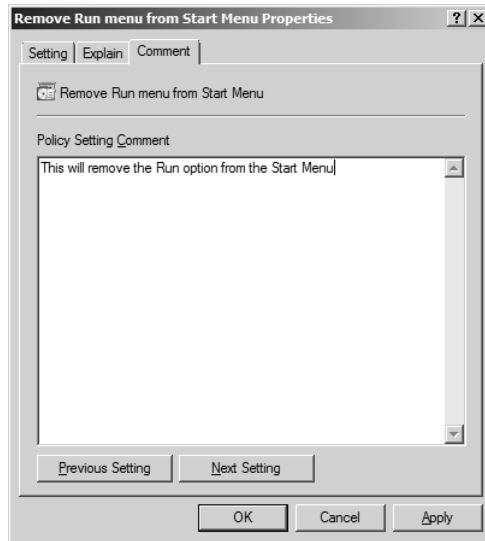 Remove Run menu from Start Menu Properties ? X
Setting Explain Comment
Remove Run menu from Start Menu
Policy Setting Comment
This will remove the Run option from the Start Menu
Previous Setting Next Setting
OK Cancel Apply